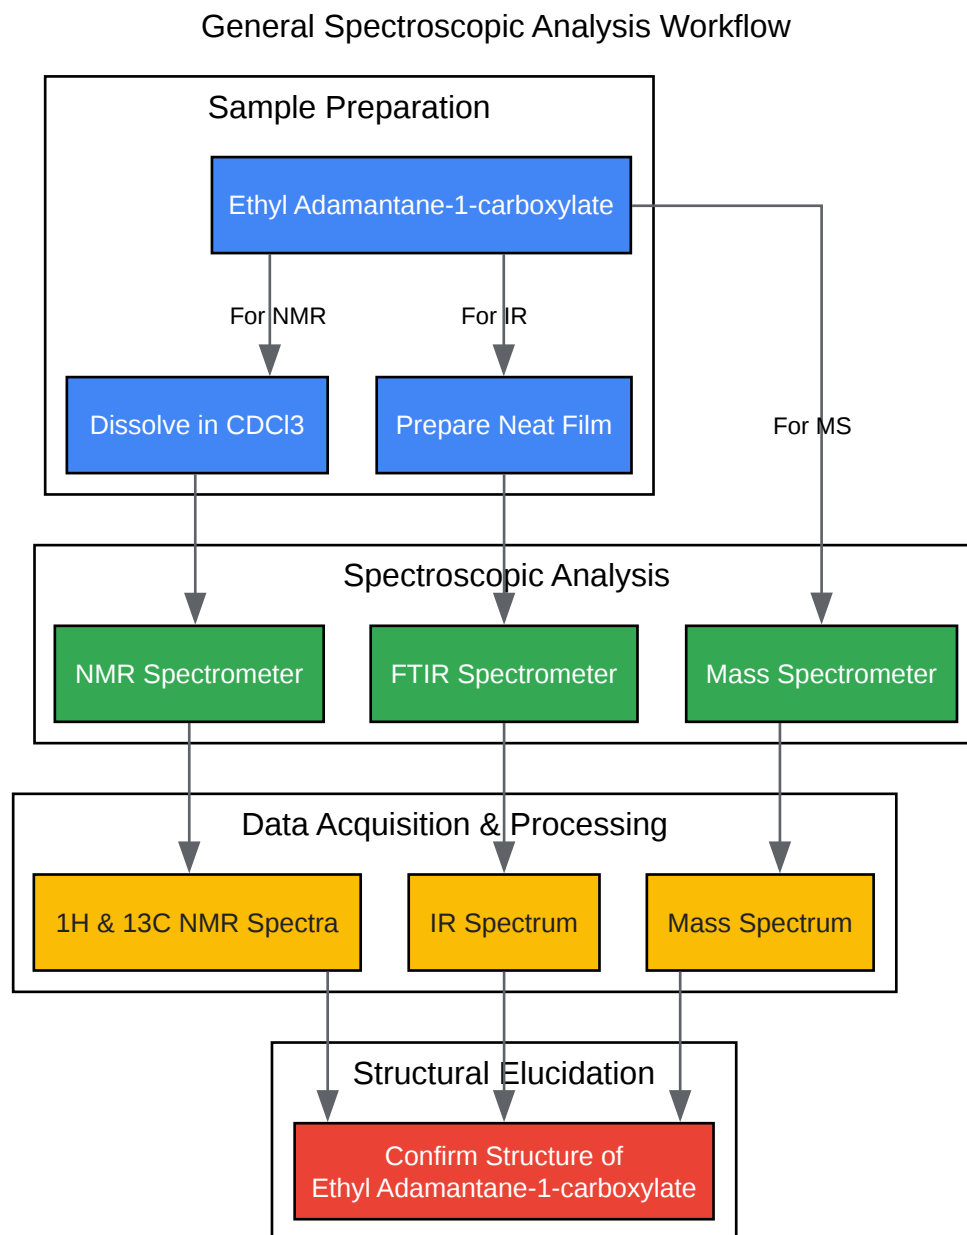 General Spectroscopic Analysis Workflow
Sample Preparation
Ethyl Adamantane-1-carboxylate
For NMR
For IR
Dissolve in CDCl3
Prepare Neat Film
For MS
Spectroscopic Analysis
NMR Spectrometer
FTIR Spectrometer
Mass Spectrometer
Data Acquisition & Processing
1H & 13C NMR Spectra
IR Spectrum
Mass Spectrum
Structural Elucidation
Confirm Structure of
Ethyl Adamantane-1-carboxylate